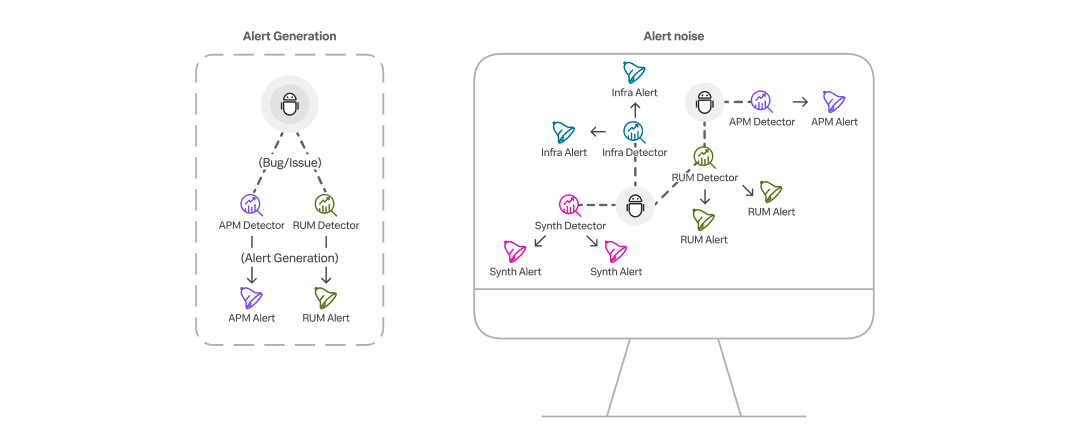 Alert Generation
(Bug/Issue)
APM Detector
RUM Detector
(Alert Generation)
APM Alert
RUM Alert
Alert noise
Infra Alert
APM Detector
APM Alert
Infra Alert
Infra Detector
RUM Detector
RUM Alert
Synth Detector
RUM Alert
Synth Alert
Synth Alert